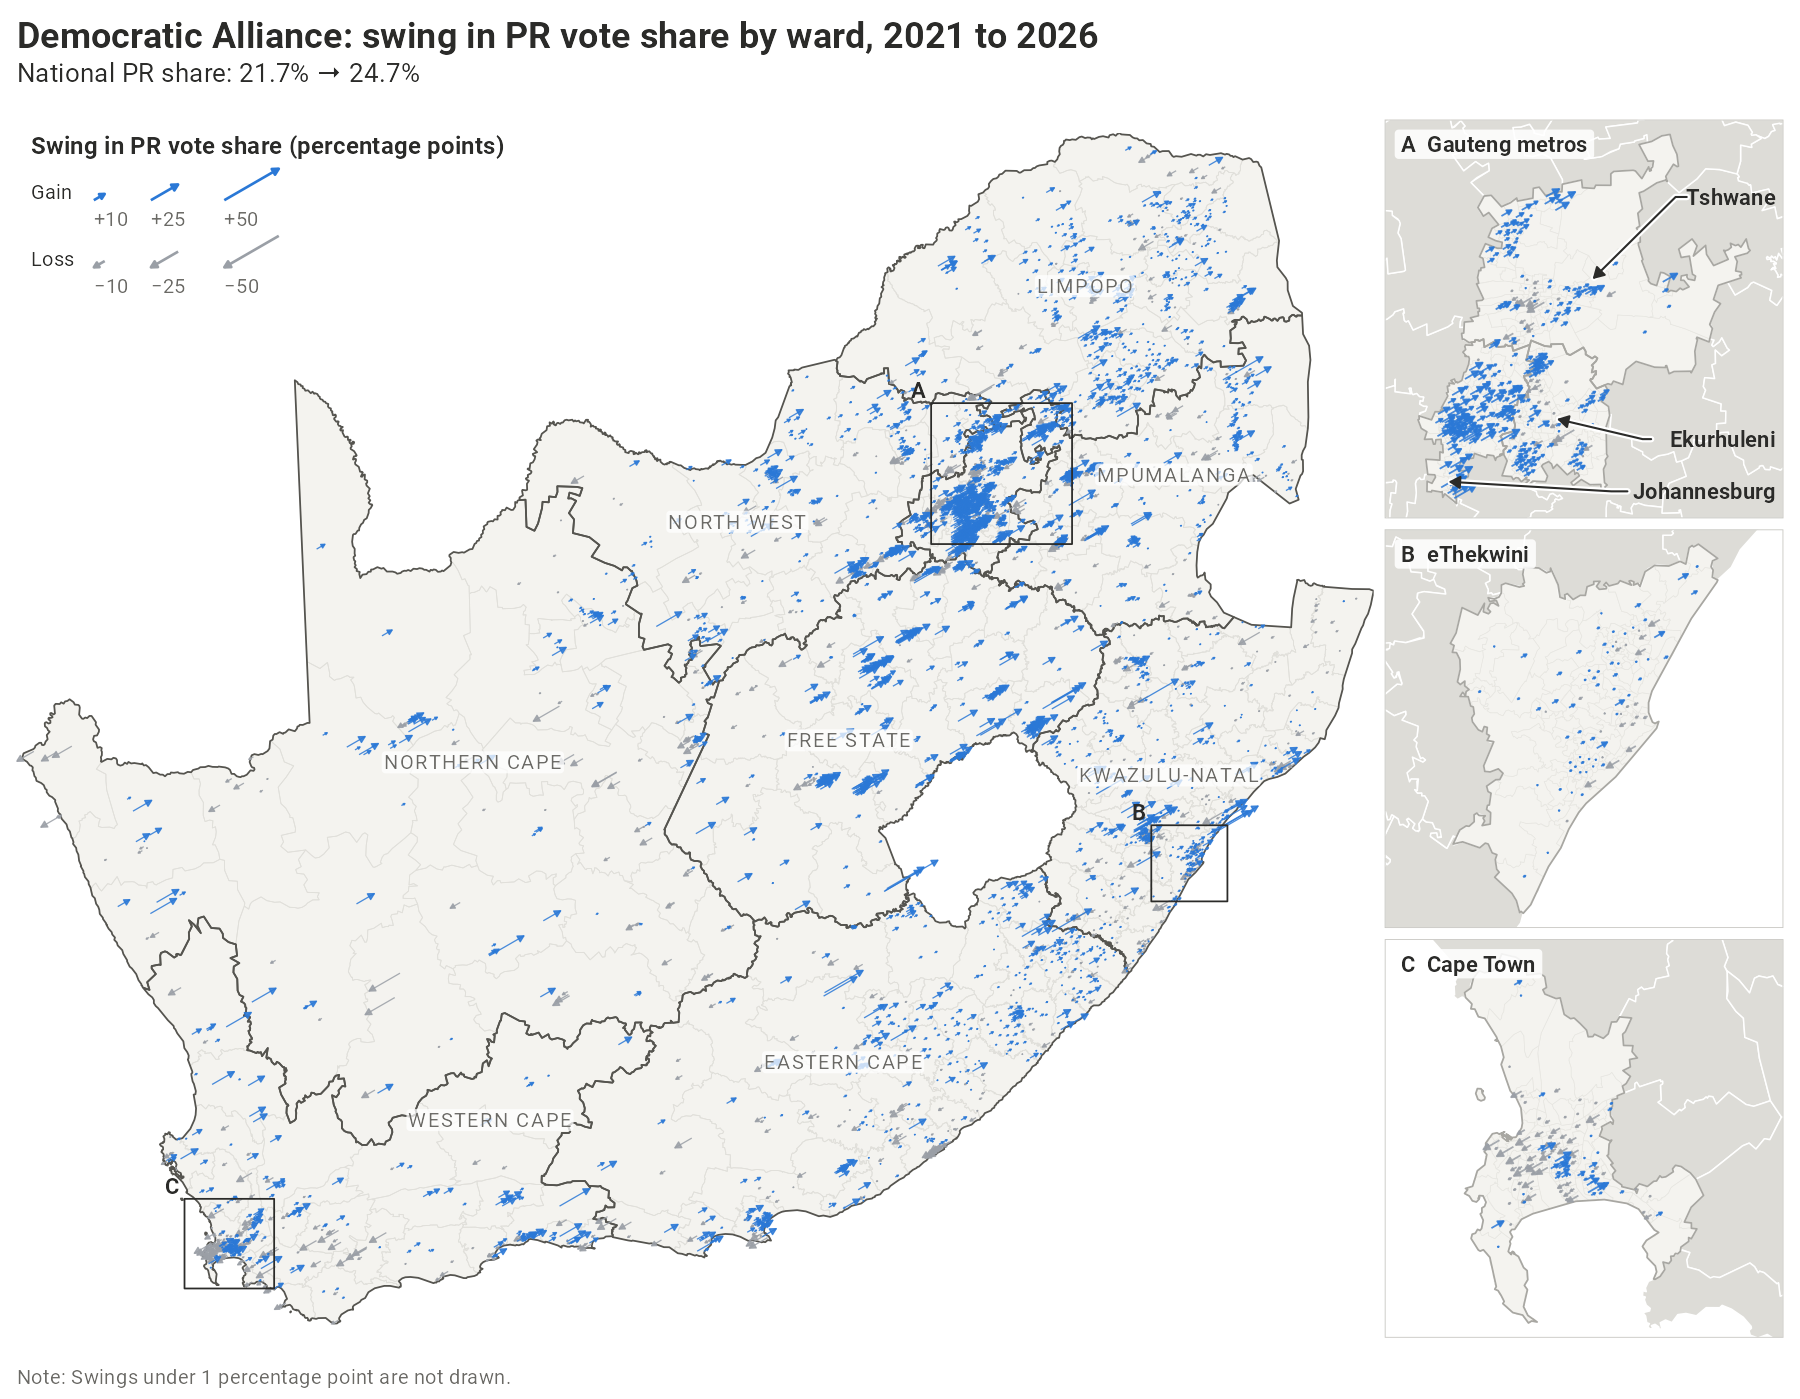 Democratic Alliance: swing in PR vote share by ward, 2021 to 2026
National PR share: 21.7% → 24.7%
Swing in PR vote share (percentage points)
Gain
+10 +25 +50
Loss
−10 −25 −50
A Gauteng metros
Tshwane
Ekurhuleni
Johannesburg
B eThekwini
C Cape Town
LIMPOPO
A
MPUMALANGA
NORTH WEST
FREE STATE
NORTHERN CAPE
KWAZULU-NATAL
B
EASTERN CAPE
WESTERN CAPE
C
Note: Swings under 1 percentage point are not drawn.